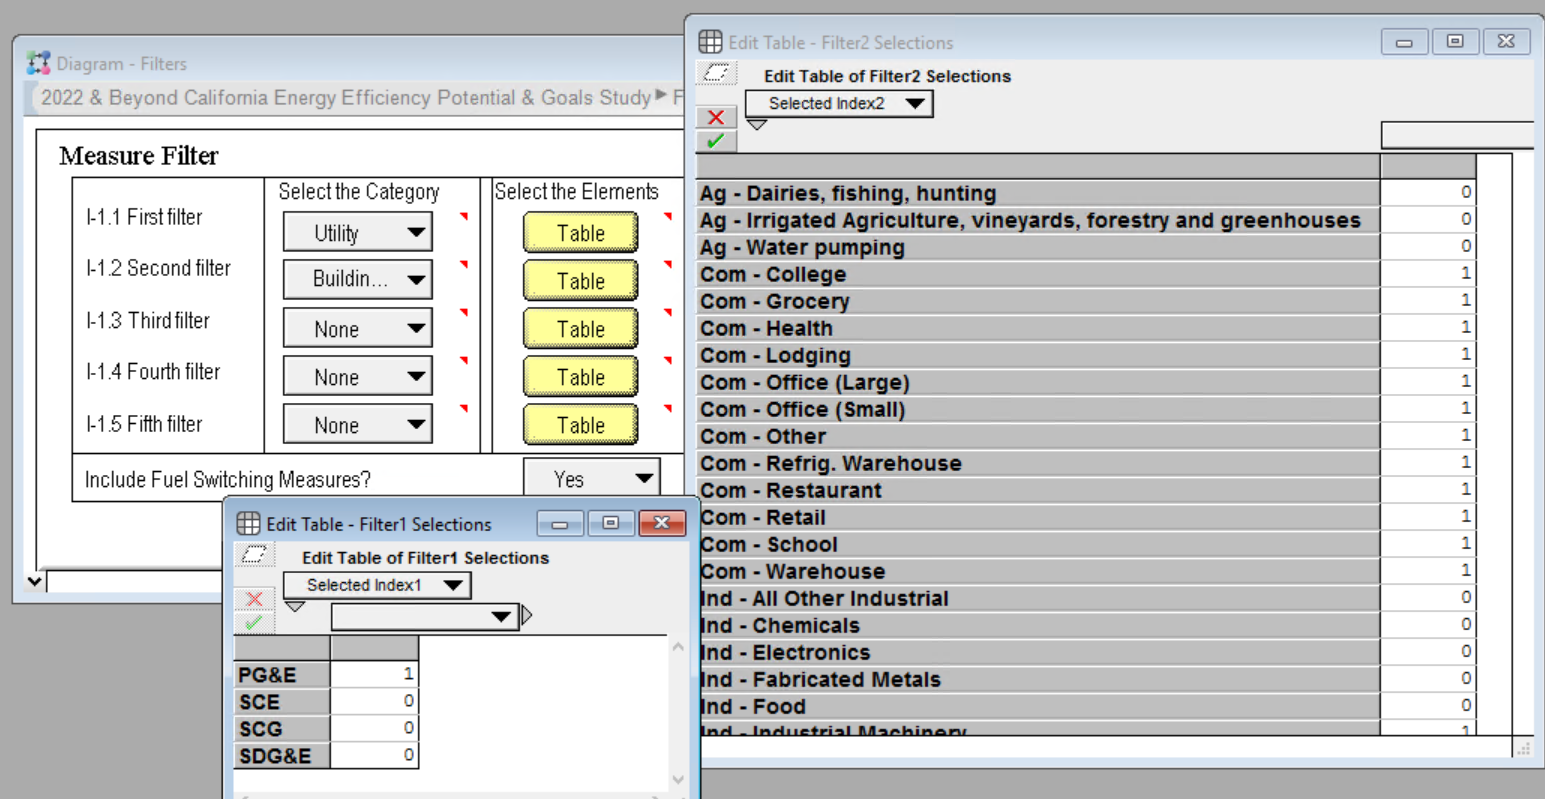 Diagram - Filters
2022 & Beyond California Energy Efficiency Potential & Goals Study F
Measure Filter
Select the Category Select the Elements
I-1.1 First filter Utility Table
I-1.2 Second filter Buildin... Table
I-1.3 Third filter None Table
I-1.4 Fourth filter None Table
I-1.5 Fifth filter None Table
Include Fuel Switching Measures? Yes
Edit Table - Filter1 Selections
Edit Table of Filter1 Selections
Selected Index1
PG&E 1
SCE 0
SCG 0
SDG&E 0
Edit Table - Filter2 Selections
Edit Table of Filter2 Selections
Selected Index2
Ag - Dairies, fishing, hunting 0
Ag - Irrigated Agriculture, vineyards, forestry and greenhouses 0
Ag - Water pumping 0
Com - College 1
Com - Grocery 1
Com - Health 1
Com - Lodging 1
Com - Office (Large) 1
Com - Office (Small) 1
Com - Other 1
Com - Refrig. Warehouse 1
Com - Restaurant 1
Com - Retail 1
Com - School 1
Com - Warehouse 1
Ind - All Other Industrial 0
Ind - Chemicals 0
Ind - Electronics 0
Ind - Fabricated Metals 0
Ind - Food 0
Ind - Industrial Machinery 1